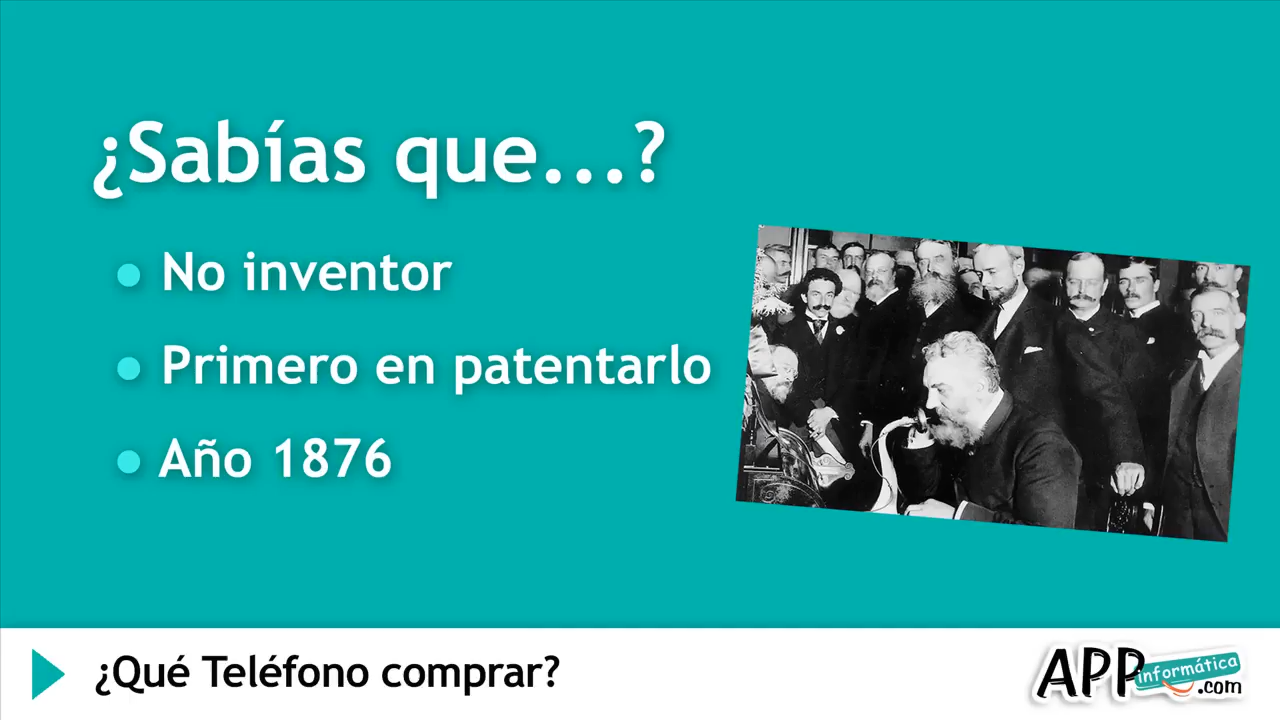 ¿Sabías que...?
No inventor
Primero en patentarlo
Año 1876
¿Qué Teléfono comprar?
APP informática .com